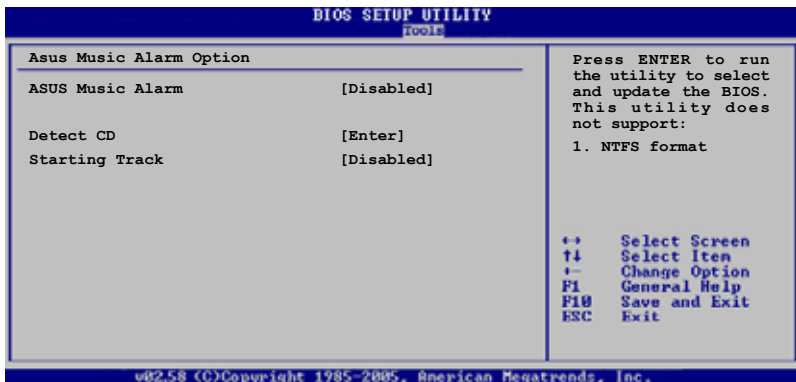 BIOS SETUP UTILITY
Tools
Asus Music Alarm Option
ASUS Music Alarm [Disabled]
Detect CD [Enter]
Starting Track [Disabled]
Press ENTER to run
the utility to select
and update the BIOS.
This utility does
not support:
1. NTFS format
↔ Select Screen
↑↓ Select Item
←- Change Option
F1 General Help
F10 Save and Exit
ESC Exit
v02.58 (C)Copyright 1985-2005, American Megatrends, Inc.